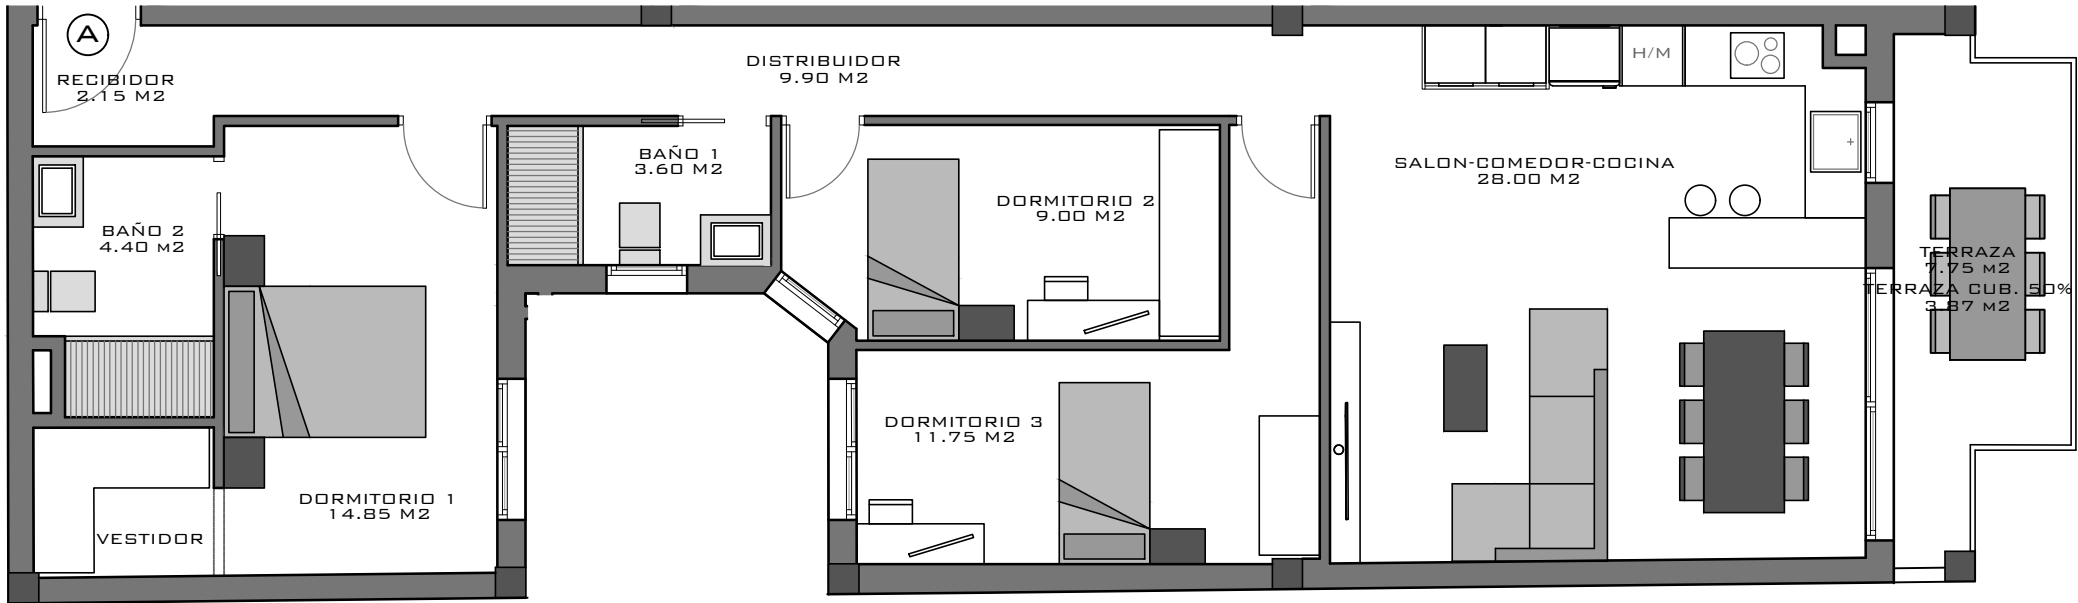 A
RECIBIDOR
2.15 M2
DISTRIBUIDOR
9.90 M2
H/M
BAÑO 1
3.60 M2
SALON-COMEDOR-COCINA
28.00 M2
DORMITORIO 2
9.00 M2
BAÑO 2
4.40 M2
TERRAZA
7.75 M2
TERRAZA CUB. 50%
3.87 M2
DORMITORIO 3
11.75 M2
DORMITORIO 1
14.85 M2
VESTIDOR